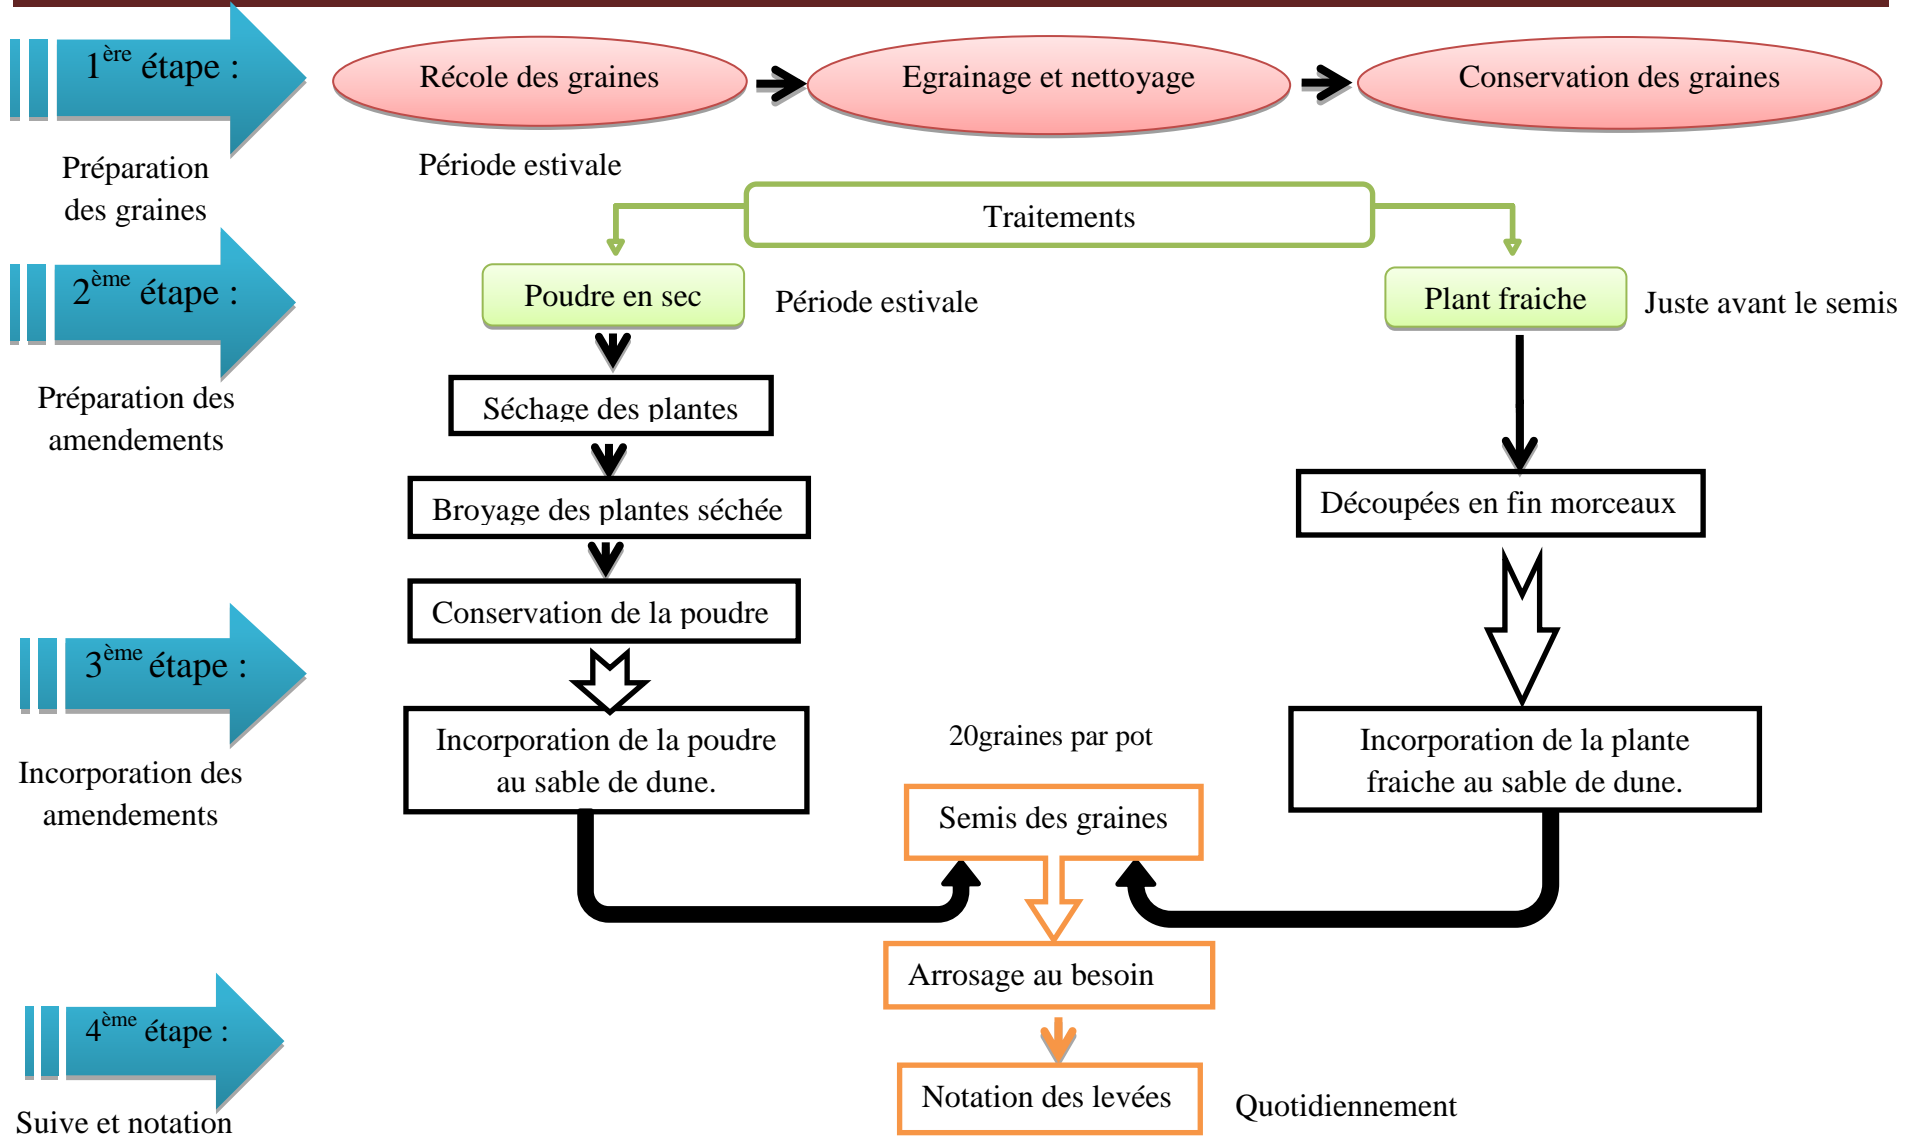 1ère étape :
Récole des graines
Egrainage et nettoyage
Conservation des graines
Préparation
des graines
Période estivale
Traitements
2ème étape :
Poudre en sec
Période estivale
Plant fraiche
Juste avant le semis
Préparation des
amendements
Séchage des plantes
Broyage des plantes séchée
Découpées en fin morceaux
Conservation de la poudre
3ème étape :
Incorporation des
amendements
Incorporation de la poudre
au sable de dune.
20graines par pot
Incorporation de la plante
fraiche au sable de dune.
Semis des graines
Arrosage au besoin
4ème étape :
Suive et notation
Notation des levées
Quotidiennement